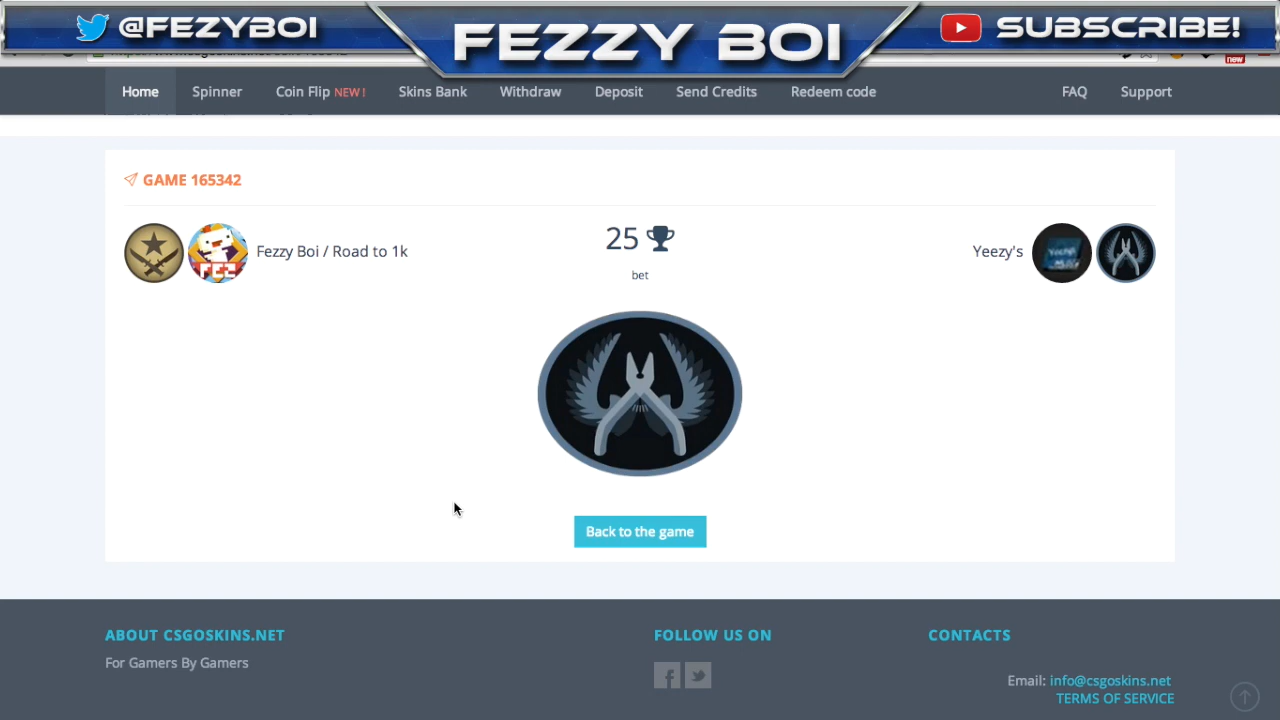 @FEZYBOI
FEZZY BOI
SUBSCRIBE!
new
Home Spinner Coin Flip NEW! Skins Bank Withdraw Deposit Send Credits Redeem code FAQ Support
GAME 165342
FEZ
Fezzy Boi / Road to 1k
25
bet
Yeezy's
Back to the game
ABOUT CSGOSKINS.NET
For Gamers By Gamers
FOLLOW US ON
CONTACTS
Email: info@csgoskins.net
TERMS OF SERVICE